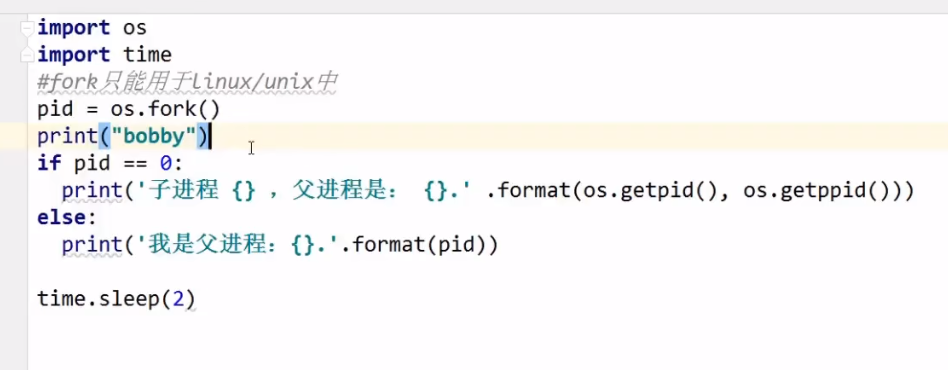 import os
import time
#fork只能用于linux/unix中
pid = os.fork()
print("bobby")
if pid == 0:
  print('子进程 {} ，父进程是： {}.' .format(os.getpid(), os.getppid()))
else:
  print('我是父进程：{}.'.format(pid))
time.sleep(2)